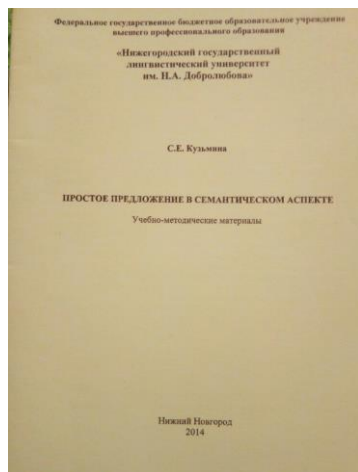 Федеральное государственное бюджетное образовательное учреждение
высшего профессионального образования
«Нижегородский государственный
лингвистический университет
им. Н.А. Добролюбова»
С.Е. Кузьмина
ПРОСТОЕ ПРЕДЛОЖЕНИЕ В СЕМАНТИЧЕСКОМ АСПЕКТЕ
Учебно-методические материалы
Нижний Новгород
2014